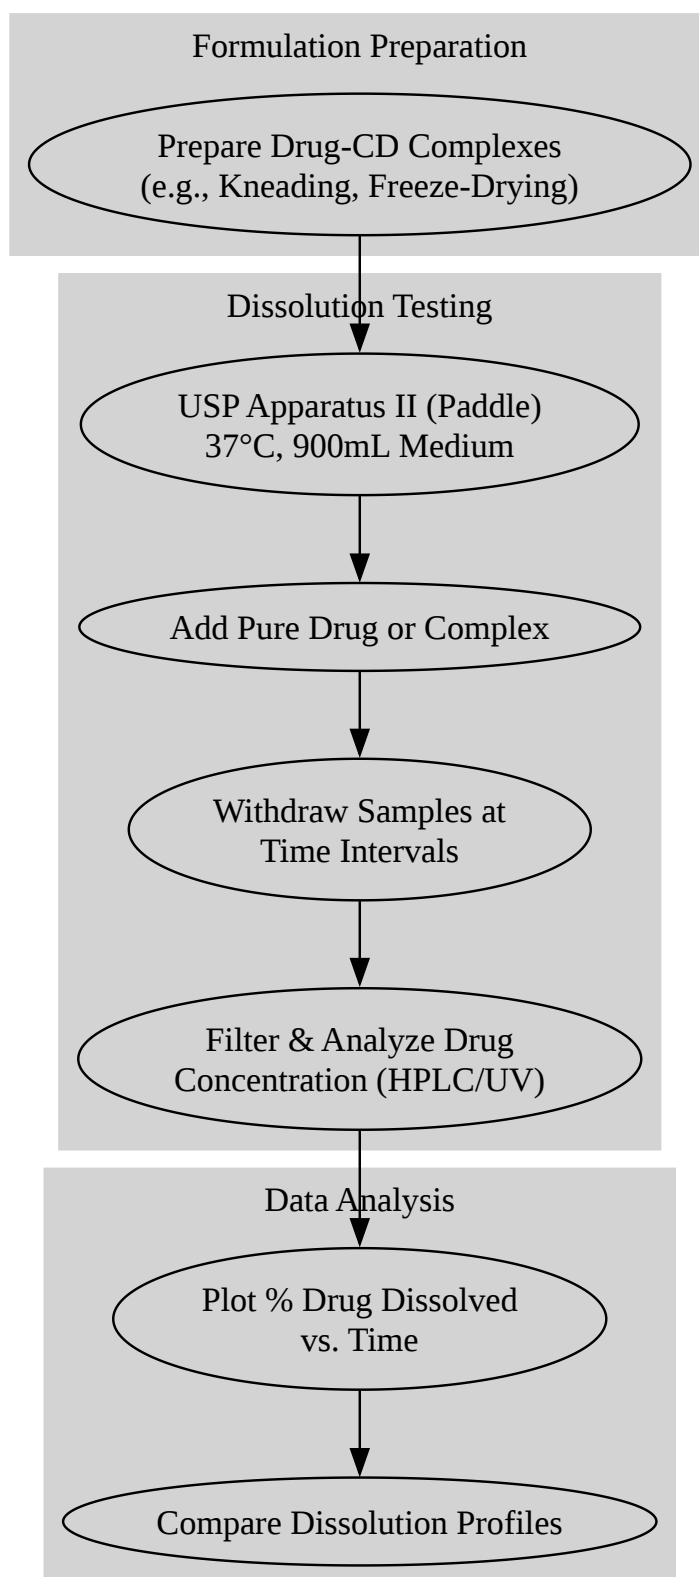 Formulation Preparation
Prepare Drug-CD Complexes
(e.g., Kneading, Freeze-Drying)
Dissolution Testing
USP Apparatus II (Paddle)
37°C, 900mL Medium
Add Pure Drug or Complex
Withdraw Samples at
Time Intervals
Filter & Analyze Drug
Concentration (HPLC/UV)
Data Analysis
Plot % Drug Dissolved
vs. Time
Compare Dissolution Profiles